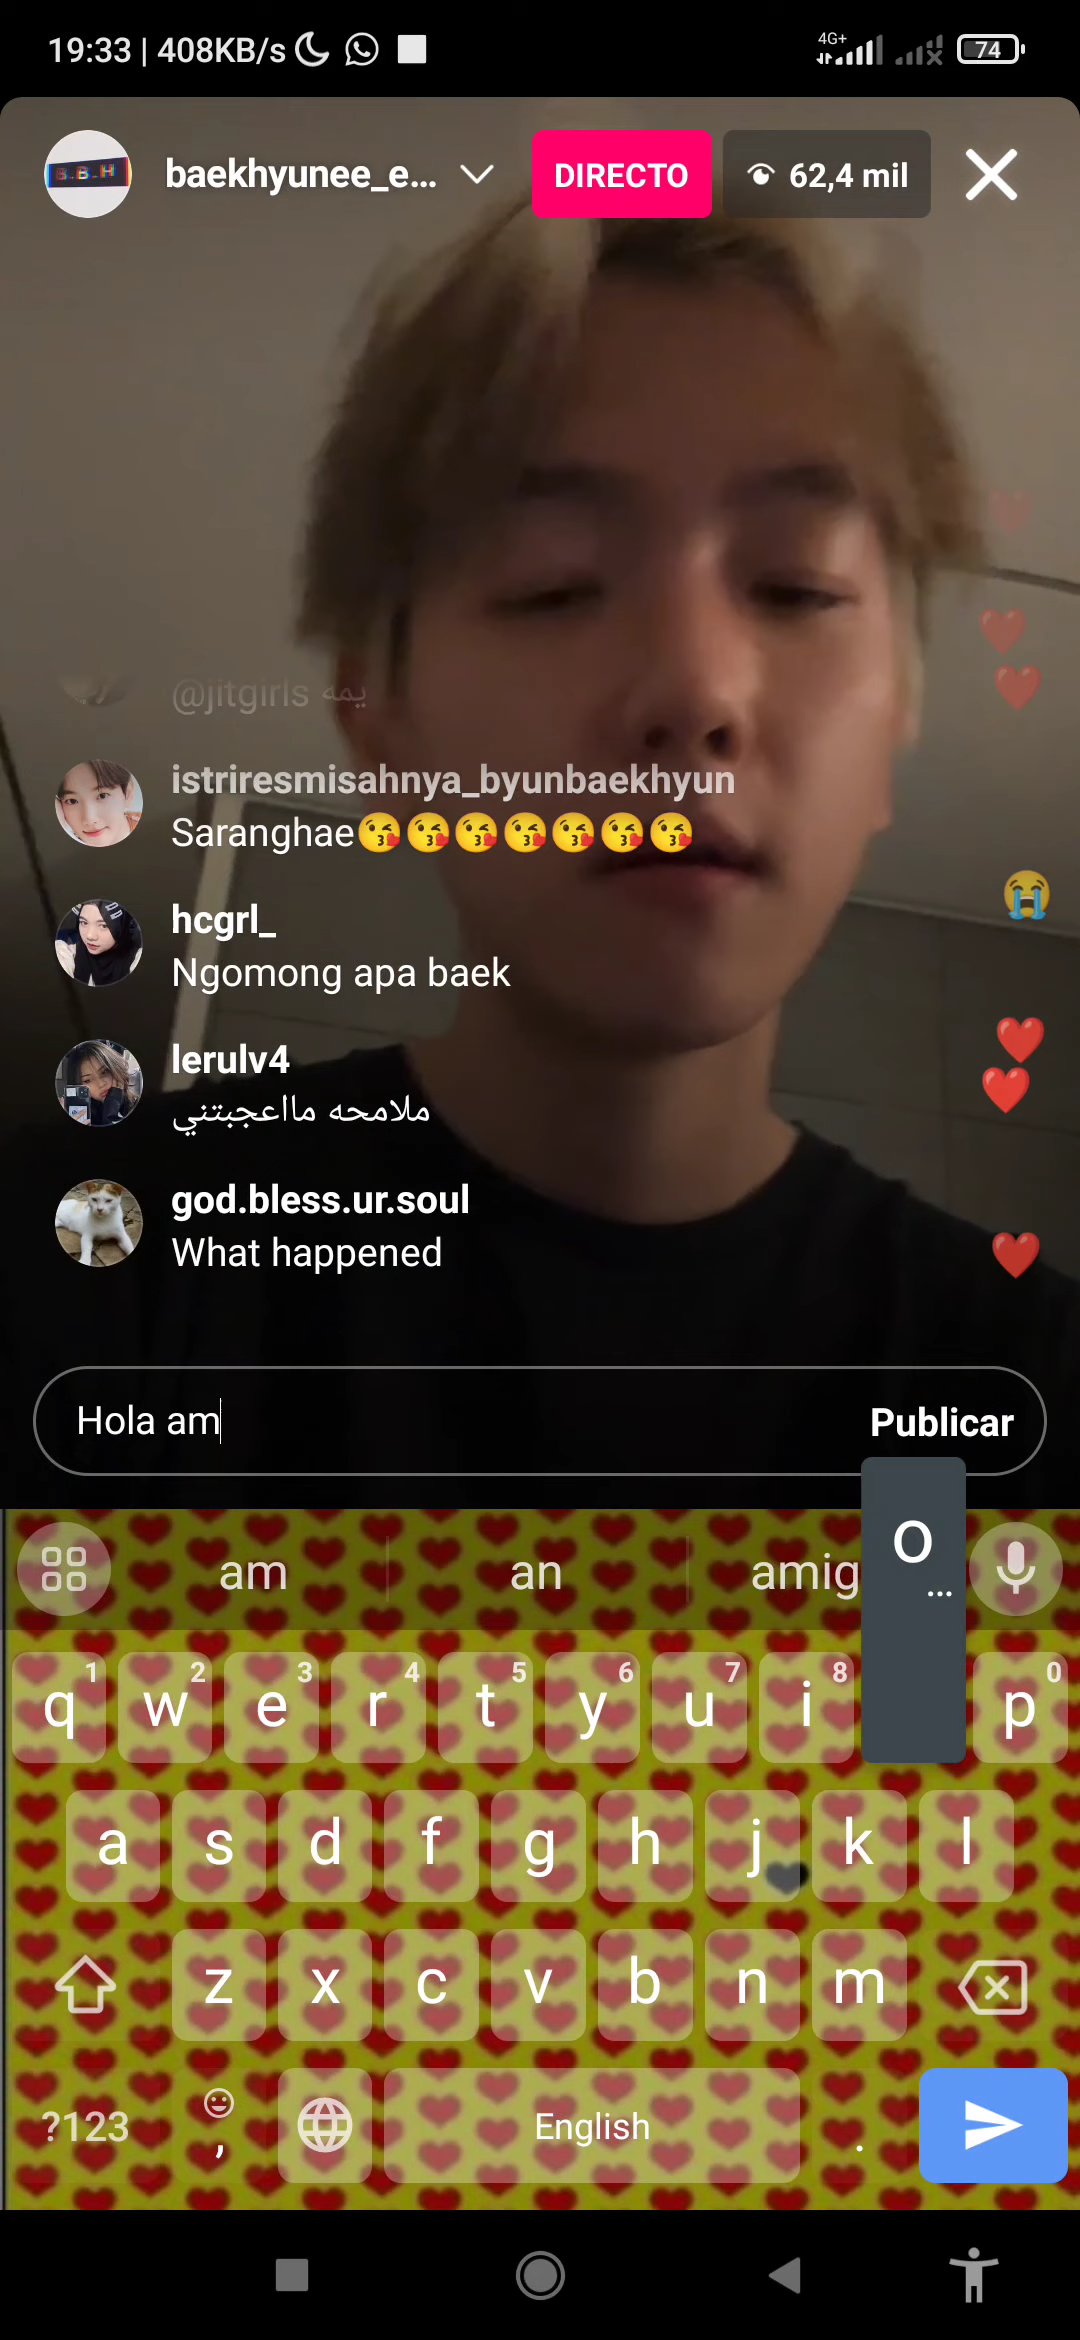 19:33 | 408KB/s
4G+
74
B.B.H
baekhyunee_e...
DIRECTO
62,4 mil
@jitgirls يمه
istriresmisahnya_byunbaekhyun
Saranghae😘😘😘😘😘😘😘
hcgrl_
Ngomong apa baek
lerulv4
ملامحه مااعجبتني
god.bless.ur.soul
What happened
Hola am
Publicar
am an amig
o
...
q 1 w 2 e 3 r 4 t 5 y 6 u 7 i 8 p 0
a s d f g h j k l
z x c v b n m
?123 , English .